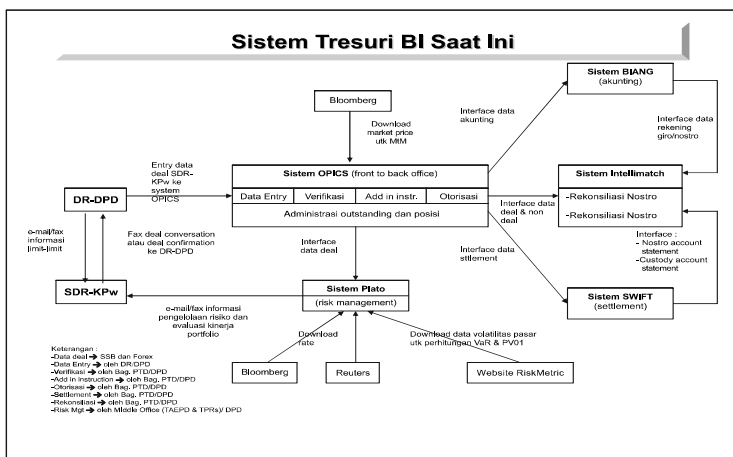 Sistem Tresuri BI Saat Ini
Sistem BIANG
(akunting)
Bloomberg
Interface data
akunting
Interface data
rekening
giro/nostro
Download
market price
utk MtM
Entry data
deal SDR-
KPw ke
system
OPICS
Sistem OPICS (front to back office)
Data Entry
Verifikasi
Add in instr.
Otorisasi
Administrasi outstanding dan posisi
Sistem Intellimatch
-Rekonsiliasi Nostro
-Rekonsiliasi Nostro
DR-DPD
Interface data
deal & non
deal
e-mail/fax
informasi
limit-limit
Fax deal conversation
atau deal confirmation
ke DR-DPD
Interface
data deal
Interface data
sttlement
Interface :
- Nostro account
statement
-Custody account
statement
SDR-KPw
Sistem Plato
(risk management)
Sistem SWIFT
(settlement)
e-mail/fax informasi
pengelolaan risiko dan
evaluasi kinerja
portfolio
Download
rate
Download data volatilitas pasar
utk perhitungan VaR & PV01
Bloomberg
Reuters
Website RiskMetric
Keterangan :
-Data deal ➔ SSB dan Forex
-Data Entry ➔ oleh DR/DPD
-Verifikasi ➔ oleh Bag. PTD/DPD
-Add in Instruction ➔ oleh Bag. PTD/DPD
-Otorisasi ➔ oleh Bag. PTD/DPD
-Settlement ➔ oleh Bag. PTD/DPD
-Rekonsiliasi ➔ oleh Bag. PTD/DPD
-Risk Mgt ➔ oleh Middle Office (TAEPD & TPRs)/ DPD